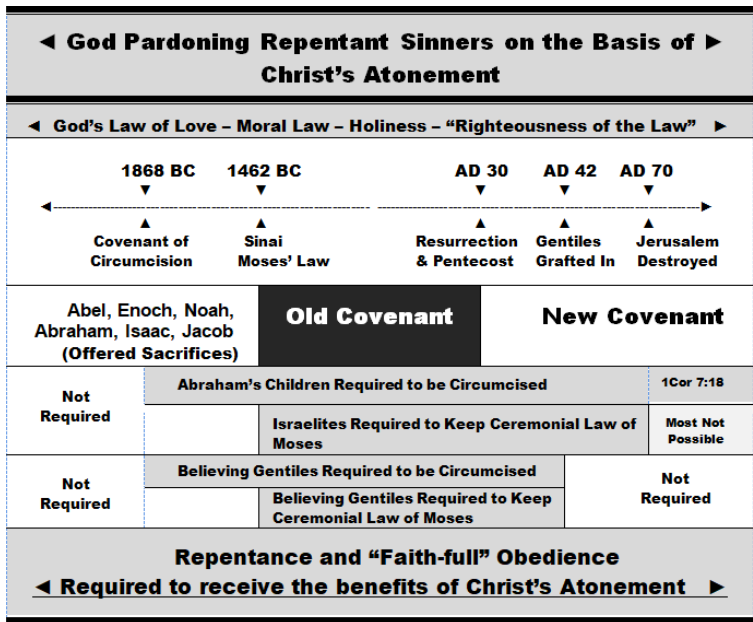 ◄ God Pardoning Repentant Sinners on the Basis of ►
Christ's Atonement
◄ God's Law of Love – Moral Law – Holiness – “Righteousness of the Law” ►
1868 BC 1462 BC AD 30 AD 42 AD 70
Covenant of Sinai Resurrection Gentiles Jerusalem
Circumcision Moses' Law & Pentecost Grafted In Destroyed
Abel, Enoch, Noah,
Abraham, Isaac, Jacob
(Offered Sacrifices)
Old Covenant
New Covenant
Not
Required
Abraham's Children Required to be Circumcised
1Cor 7:18
Israelites Required to Keep Ceremonial Law of
Moses
Most Not
Possible
Not
Required
Believing Gentiles Required to be Circumcised
Believing Gentiles Required to Keep
Ceremonial Law of Moses
Not
Required
Repentance and “Faith-full” Obedience
◄ Required to receive the benefits of Christ's Atonement ►